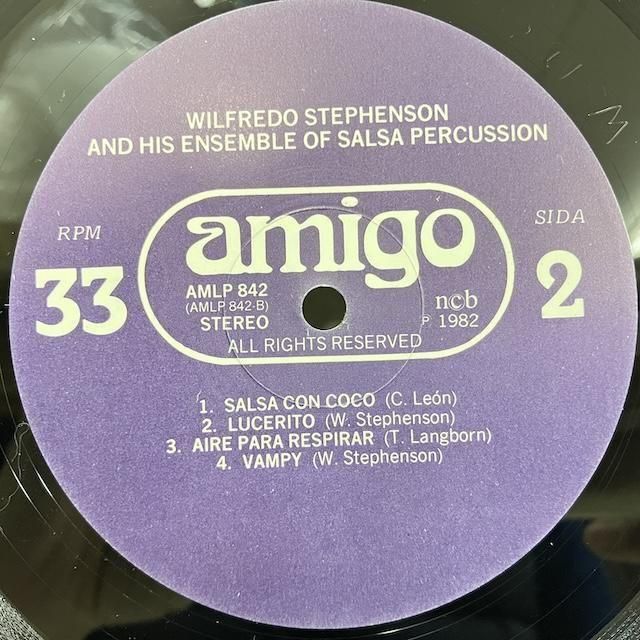 WILFREDO STEPHENSON
AND HIS ENSEMBLE OF SALSA PERCUSSION
amigo
RPM
33
SIDA
2
AMLP 842
(AMLP 842-B)
STEREO
ncb
℗ 1982
ALL RIGHTS RESERVED
1. SALSA CON COCO (C. León)
2. LUCERITO (W. Stephenson)
3. AIRE PARA RESPIRAR (T. Langborn)
4. VAMPY (W. Stephenson)